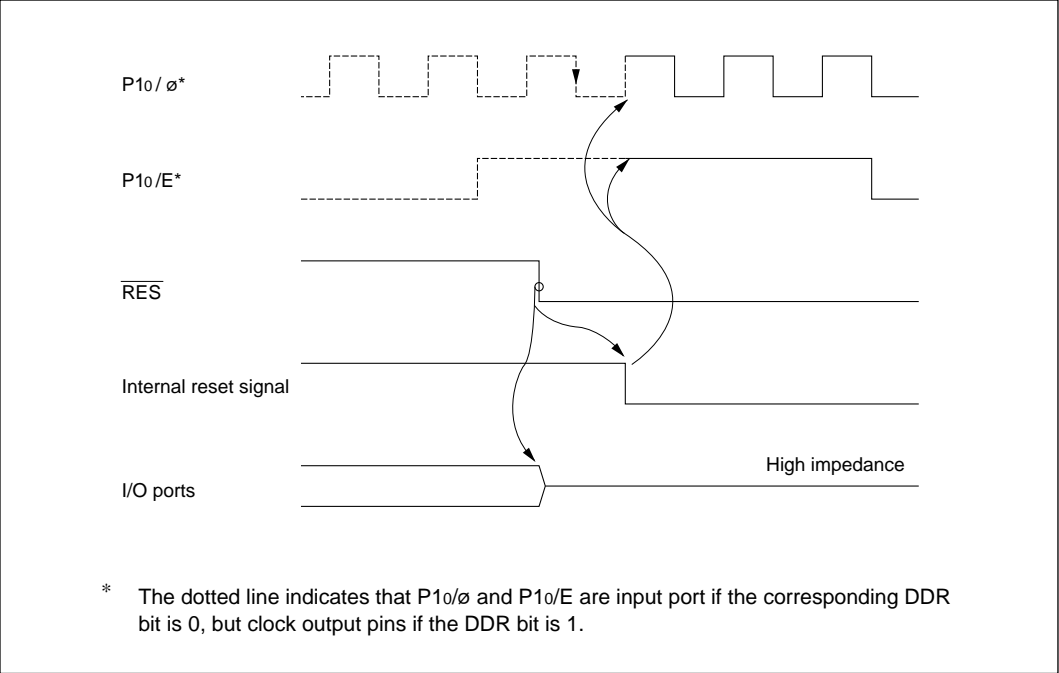 P10/ ø*
P10/E*
RES
Internal reset signal
High impedance
I/O ports
* The dotted line indicates that P10/ø and P10/E are input port if the corresponding DDR
bit is 0, but clock output pins if the DDR bit is 1.